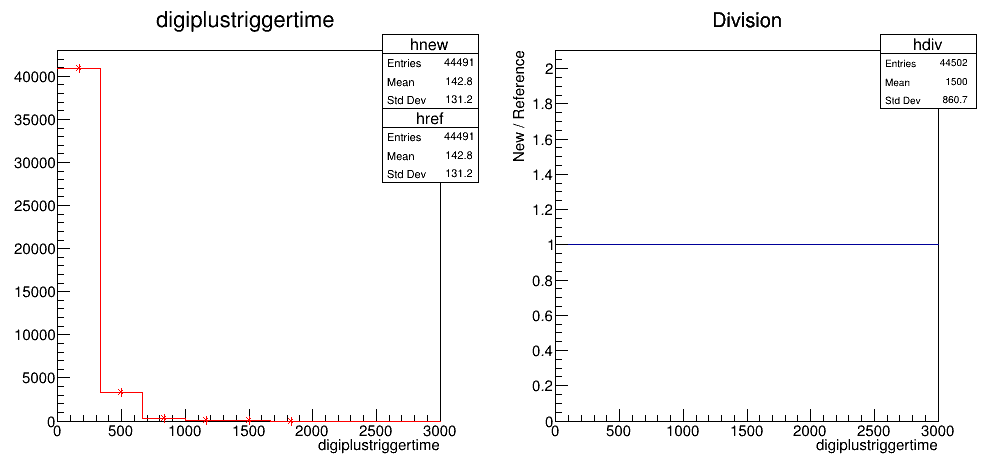 digiplustriggertime
hnew
Entries 44491
Mean 142.8
Std Dev 131.2
href
Entries 44491
Mean 142.8
Std Dev 131.2
40000
35000
30000
25000
20000
15000
10000
5000
0
0 500 1000 1500 2000 2500 3000
digiplustriggertime
Division
hdiv
Entries 44502
Mean 1500
Std Dev 860.7
New / Reference
2
1.8
1.6
1.4
1.2
1
0.8
0.6
0.4
0.2
0
0 500 1000 1500 2000 2500 3000
digiplustriggertime